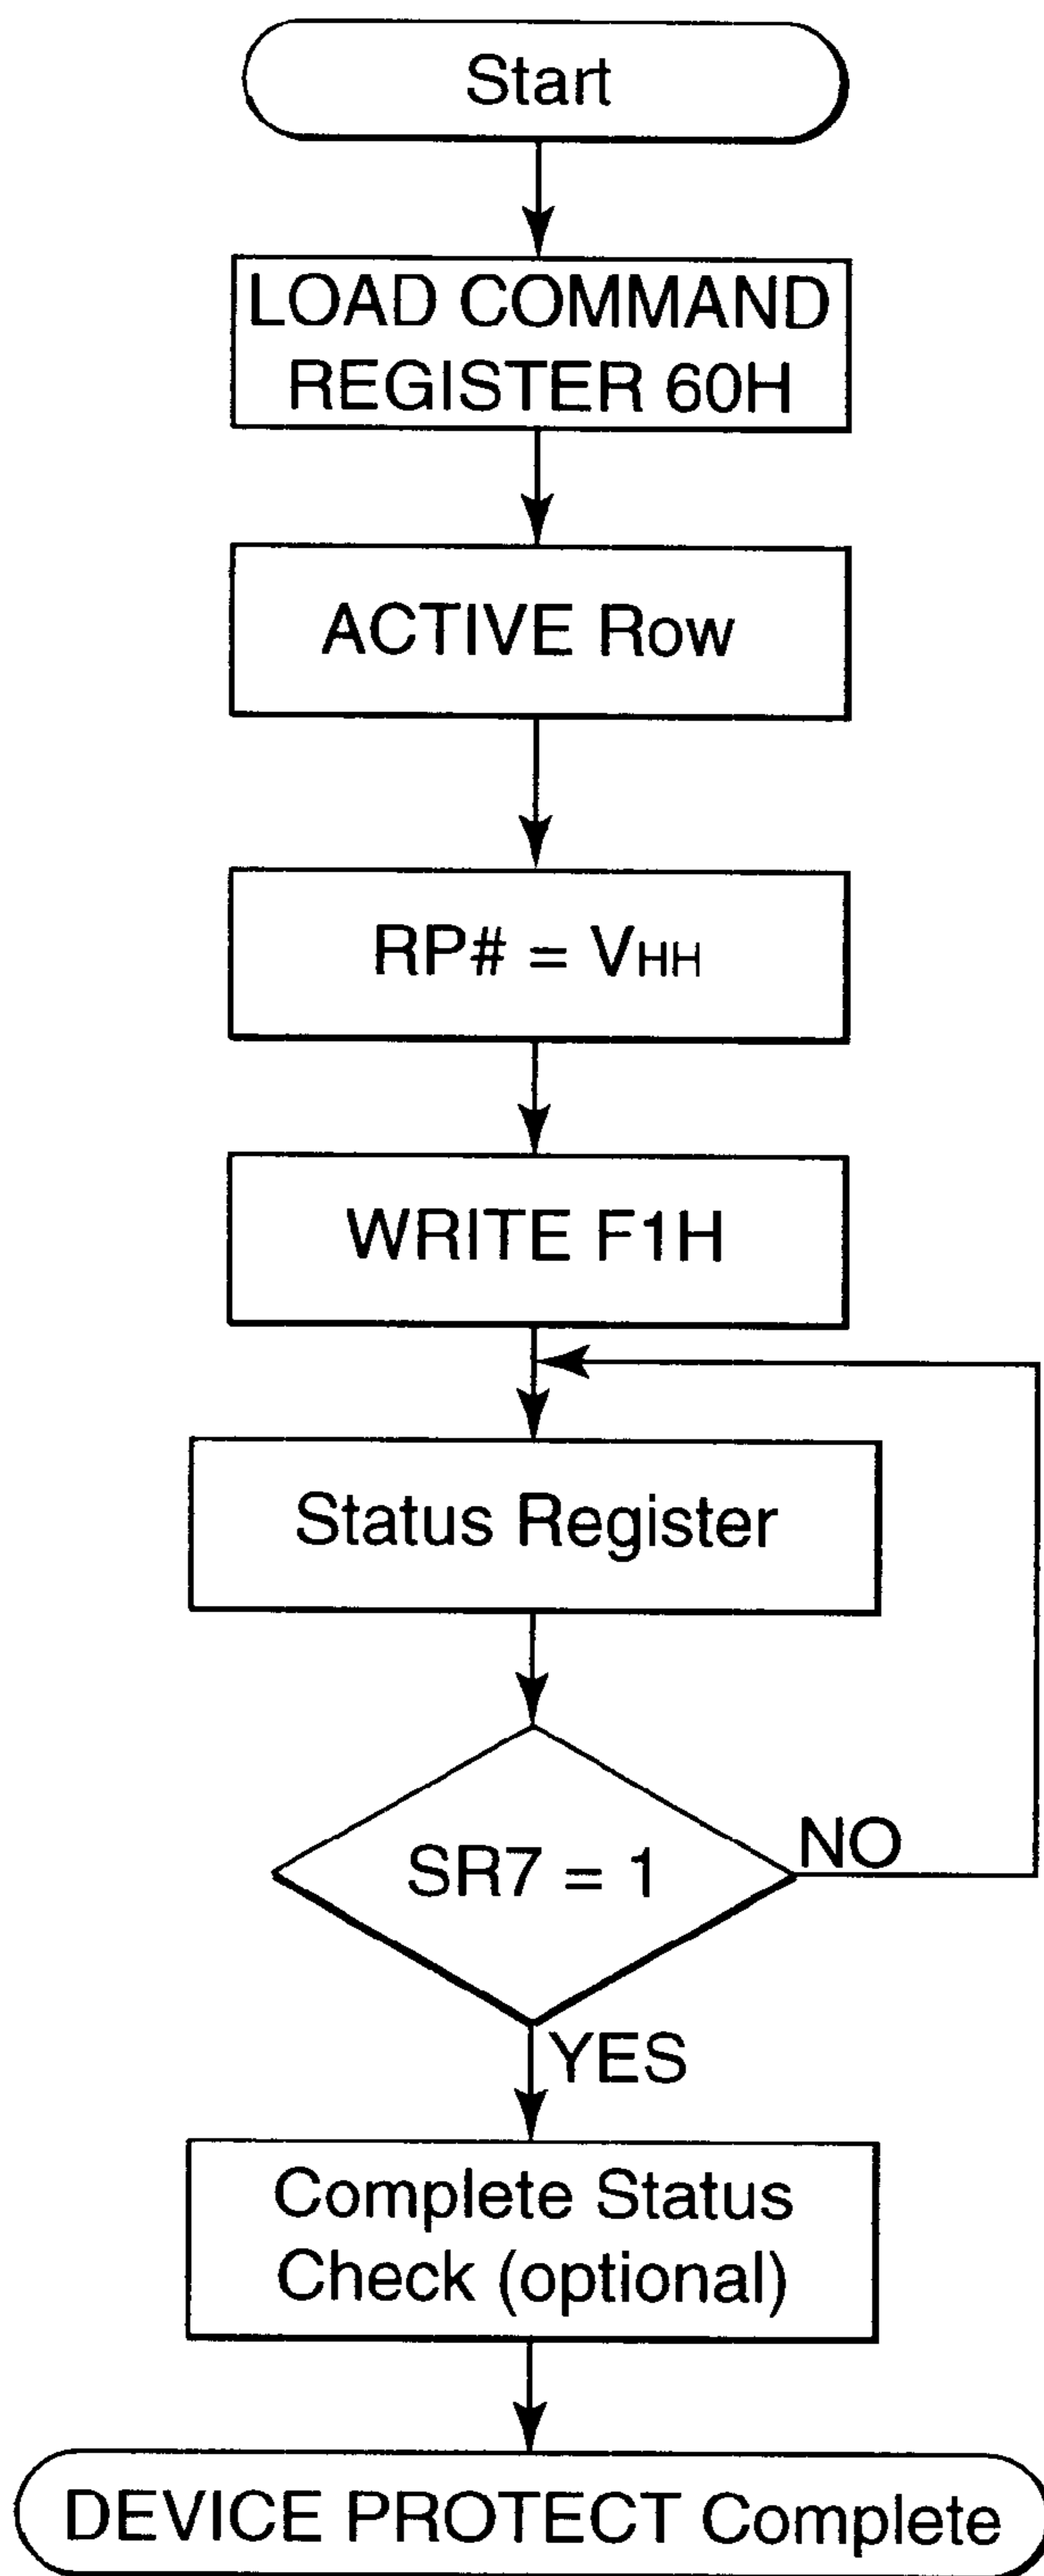 Start
LOAD COMMAND
REGISTER 60H
ACTIVE Row
RP# = VHH
WRITE F1H
Status Register
SR7 = 1
NO
YES
Complete Status
Check (optional)
DEVICE PROTECT Complete